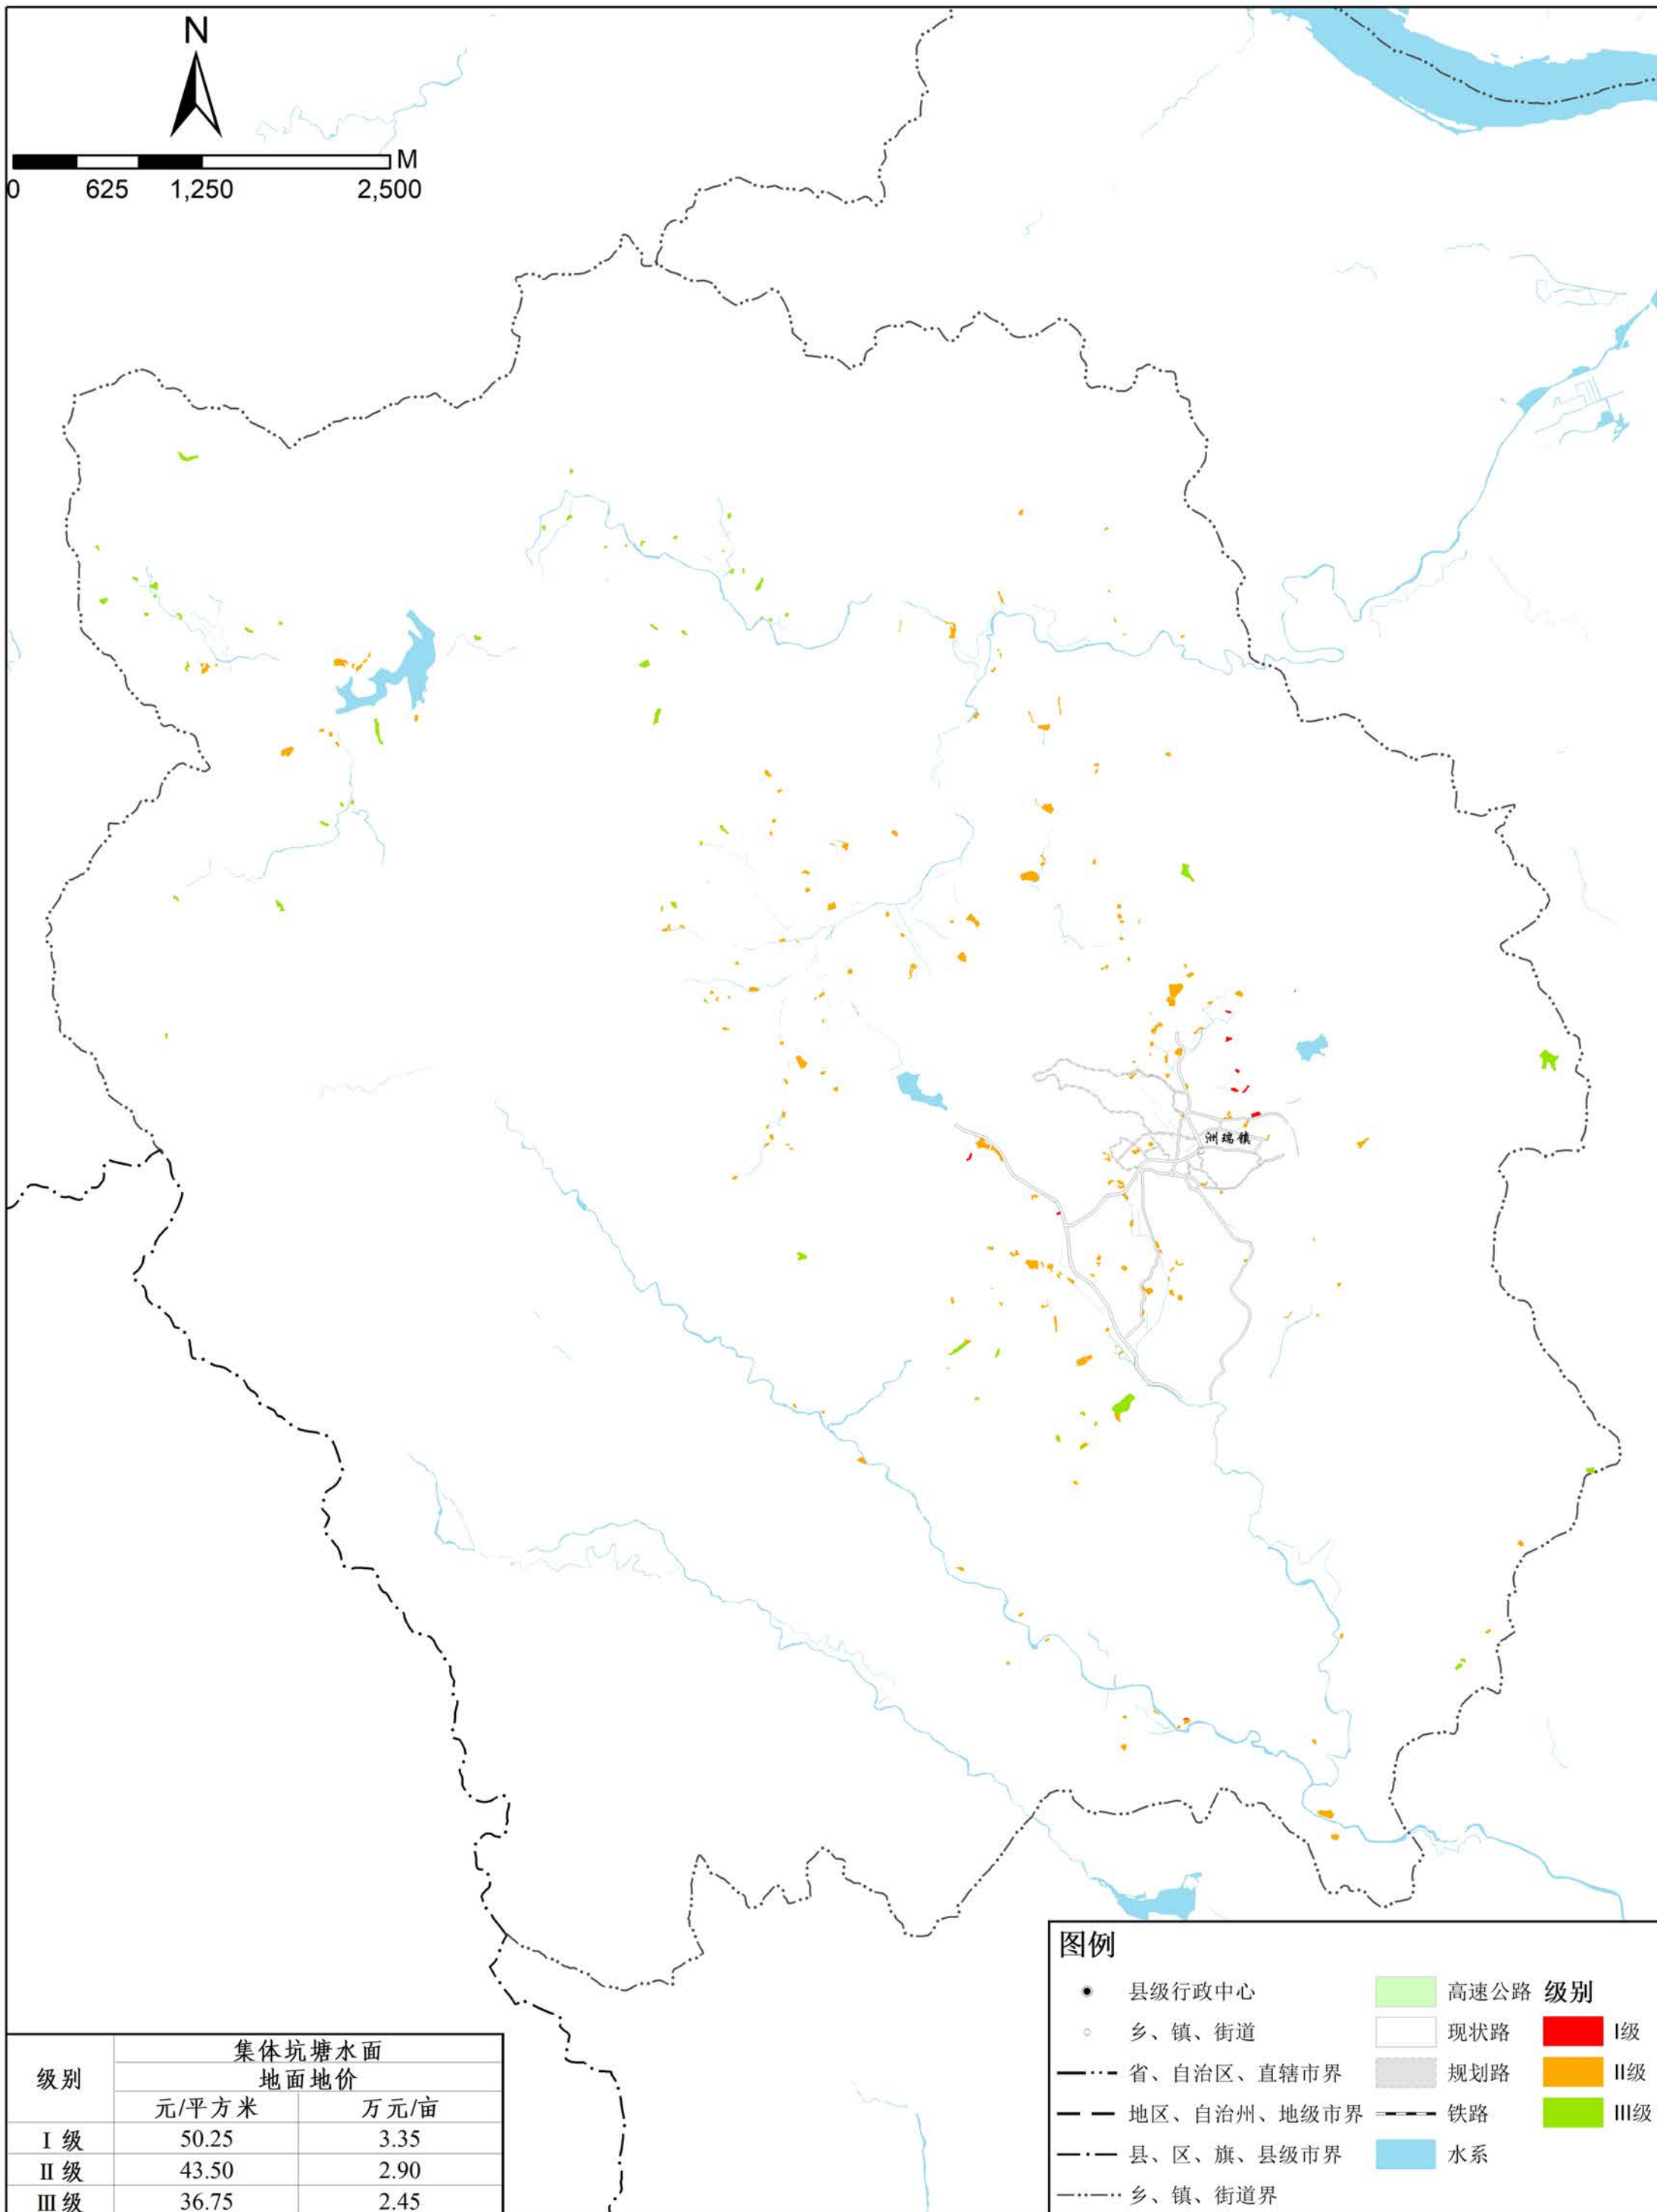 N
M
0 625 1,250 2,500
洲瑞镇
图例
县级行政中心
乡、镇、街道
省、自治区、直辖市界
地区、自治州、地级市界
县、区、旗、县级市界
乡、镇、街道界
高速公路
现状路
规划路
铁路
水系
级别
I级
II级
III级
级别 集体坑塘水面
地面地价
元/平方米 万元/亩
I 级 50.25 3.35
II 级 43.50 2.90
III 级 36.75 2.45